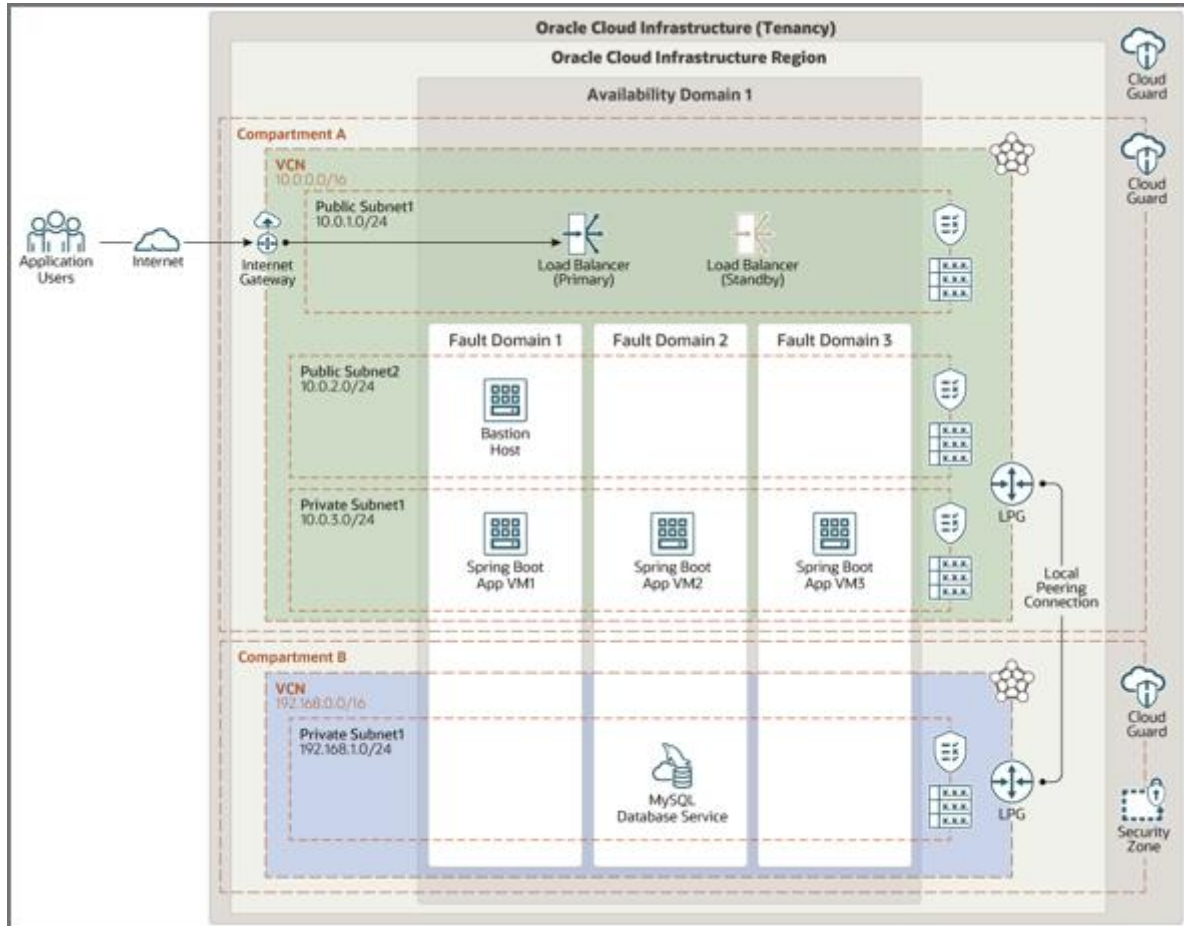 Oracle Cloud Infrastructure (Tenancy)
Oracle Cloud Infrastructure Region
Availability Domain 1
Cloud
Guard
Compartment A
VCN
10.0.0.0/16
Cloud
Guard
Public Subnet1
10.0.1.0/24
Application
Users
Internet
Internet
Gateway
Load Balancer
(Primary)
Load Balancer
(Standby)
X.X.X.
X.X.X.
X.X.X.
Fault Domain 1
Fault Domain 2
Fault Domain 3
Public Subnet2
10.0.2.0/24
Bastion
Host
X.X.X.
X.X.X.
X.X.X.
Private Subnet1
10.0.3.0/24
LPG
Spring Boot
App VM1
Spring Boot
App VM2
Spring Boot
App VM3
X.X.X.
X.X.X.
X.X.X.
Local
Peering
Connection
Compartment B
VCN
192.168.0.0/16
Cloud
Guard
Private Subnet1
192.168.1.0/24
MySQL
Database Service
X.X.X.
X.X.X.
X.X.X.
LPG
Security
Zone